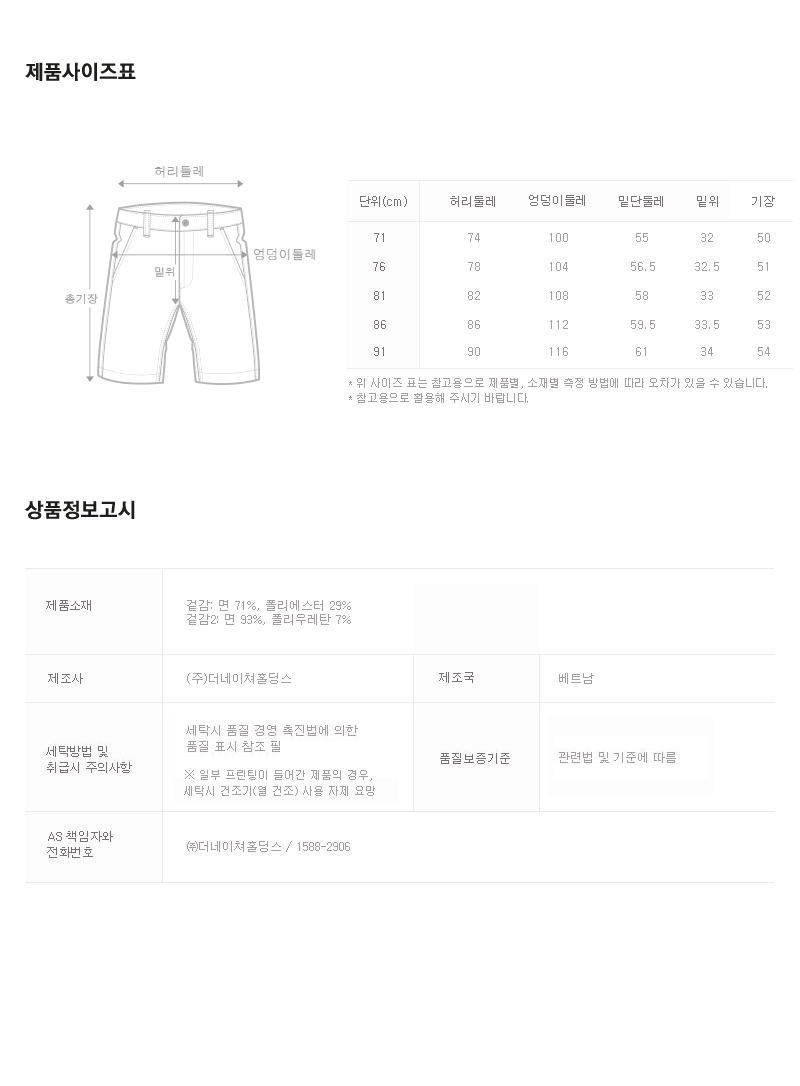 제품사이즈표
허리둘레
엉덩이둘레
밑위
총기장
단위(cm) 허리둘레 엉덩이둘레 밑단둘레 밑위 기장
71 74 100 55 32 50
76 78 104 56.5 32.5 51
81 82 108 58 33 52
86 86 112 59.5 33.5 53
91 90 116 61 34 54
* 위 사이즈 표는 참고용으로 제품별, 소재별 측정 방법에 따라 오차가 있을 수 있습니다.
* 참고용으로 활용해 주시기 바랍니다.
상품정보고시
제품소재
겉감: 면 71%, 폴리에스터 29%
겉감2: 면 93%, 폴리우레탄 7%
제조사 (주)더네이쳐홀딩스 제조국 베트남
세탁방법 및
취급시 주의사항
세탁시 품질 경영 촉진법에 의한
품질 표시 참조 필
※ 일부 프린팅이 들어간 제품의 경우,
세탁시 건조기(열 건조) 사용 자제 요망
품질보증기준 관련법 및 기준에 따름
AS 책임자와
전화번호
㈜더네이쳐홀딩스 / 1588-2906